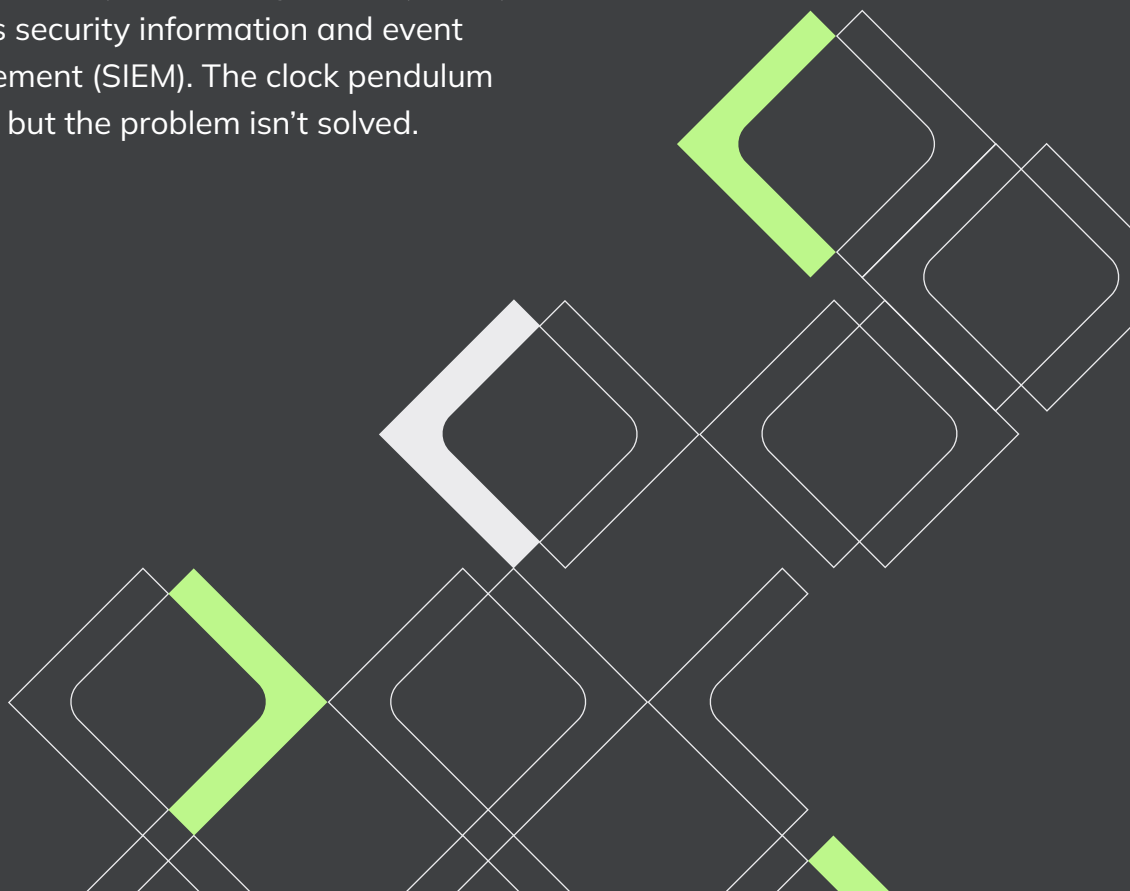 s security information and event
ement (SIEM). The clock pendulum
but the problem isn’t solved.